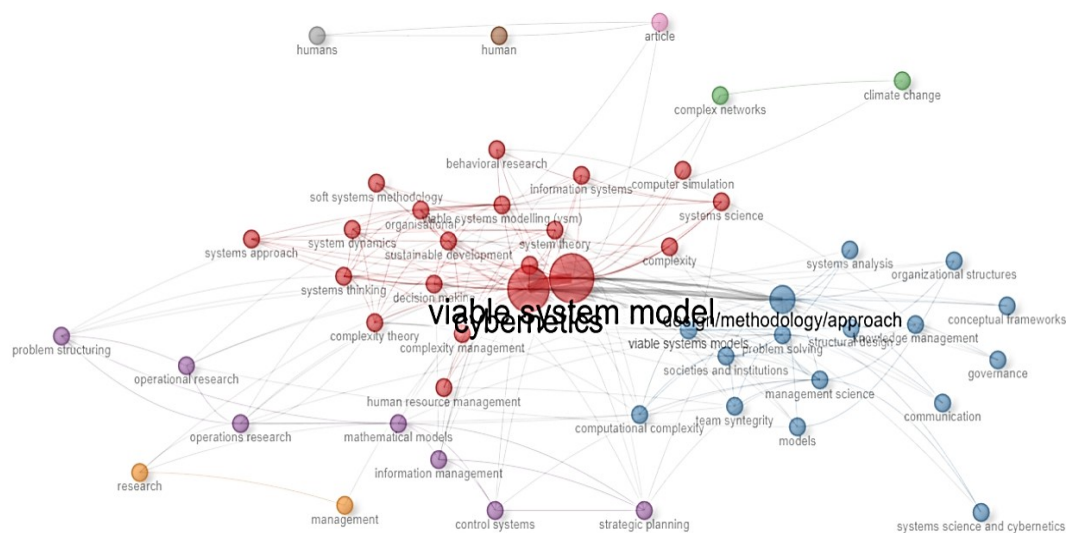 humans
human
article
climate change
complex networks
behavioral research
computer simulation
information systems
soft systems methodology
viable systems modelling (vsm)
organisational
systems science
system theory
systems approach
system dynamics
sustainable development
complexity
systems analysis
organizational structures
systems thinking
decision making
viable system model
cybernetics
design/methodology/approach
conceptual frameworks
complexity theory
complexity management
viable systems models
problem solving
structural design
knowledge management
problem structuring
societies and institutions
governance
operational research
management science
human resource management
communication
operations research
mathematical models
computational complexity
team syntegrity
models
information management
research
management
control systems
strategic planning
systems science and cybernetics